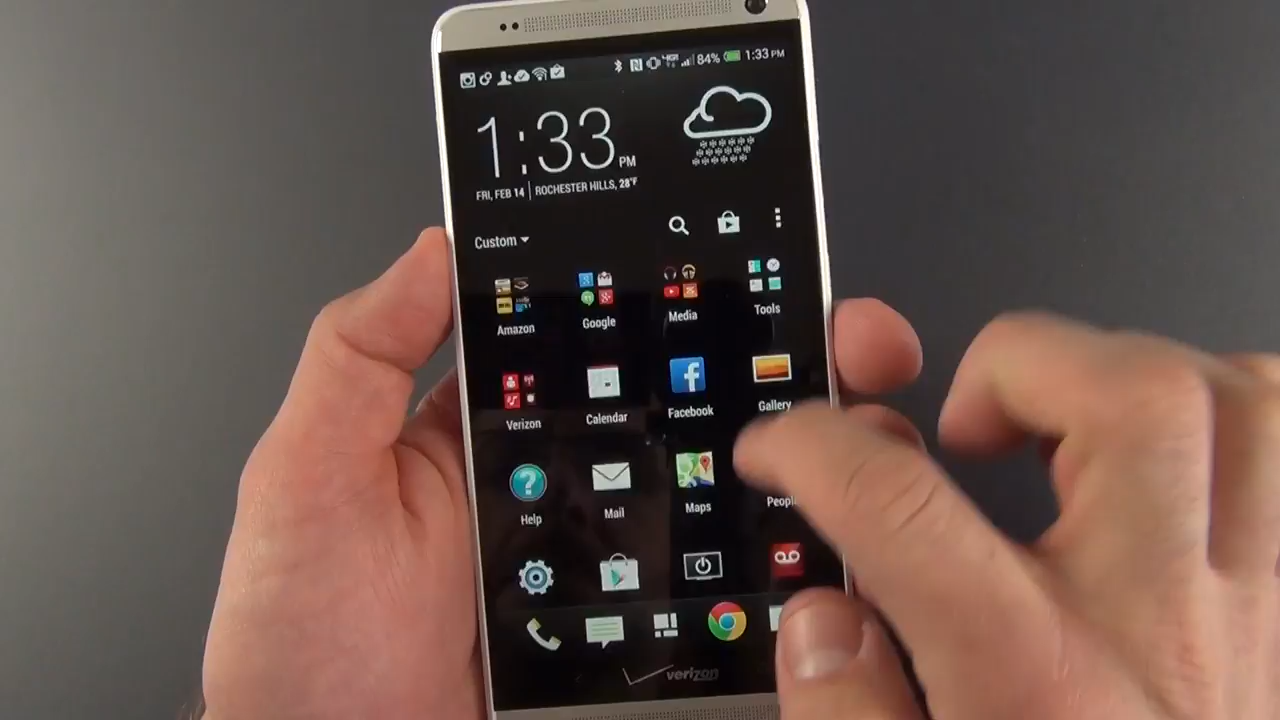 84% 1:33 PM
1:33 PM
FRI, FEB 14 ROCHESTER HILLS, 28°F
Custom
Amazon Google Media Tools
Verizon Calendar Facebook Gallery
Help Mail Maps People
verizon